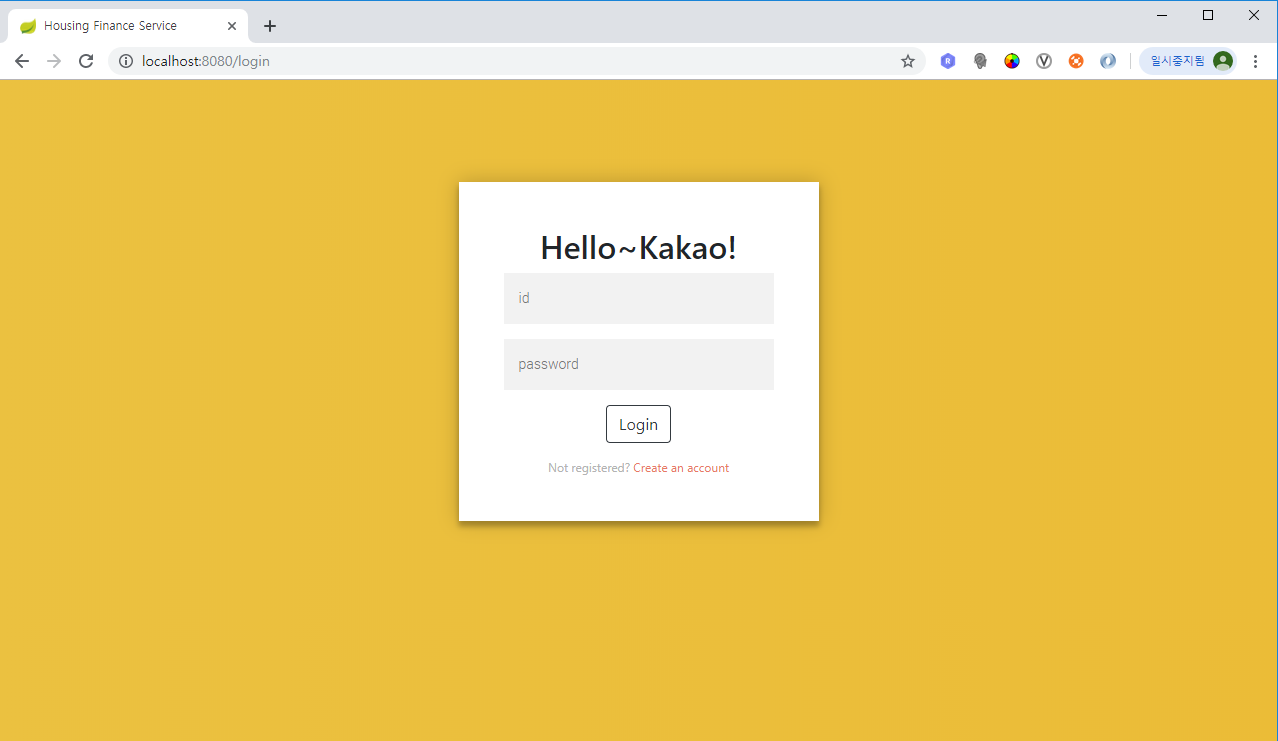 Housing Finance Service
localhost:8080/login
일시중지됨
Hello~Kakao!
id
password
Login
Not registered? Create an account